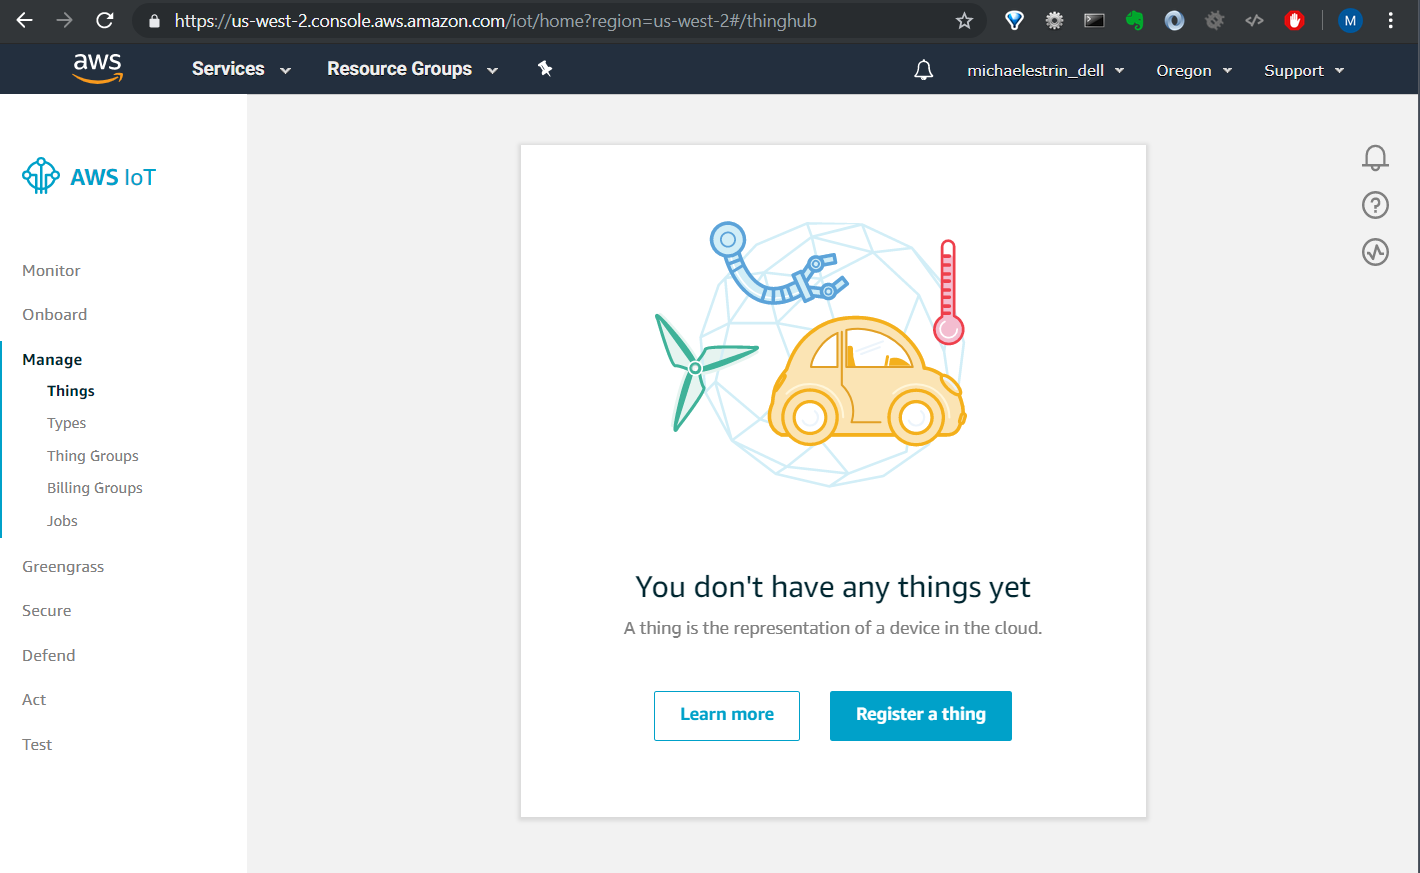 https://us-west-2.console.aws.amazon.com/iot/home?region=us-west-2#/thinghub
M
aws
Services
Resource Groups
michaelestrin_dell
Oregon
Support
AWS IoT
Monitor
Onboard
Manage
Things
Types
Thing Groups
Billing Groups
Jobs
Greengrass
Secure
Defend
Act
Test
You don't have any things yet
A thing is the representation of a device in the cloud.
Learn more
Register a thing